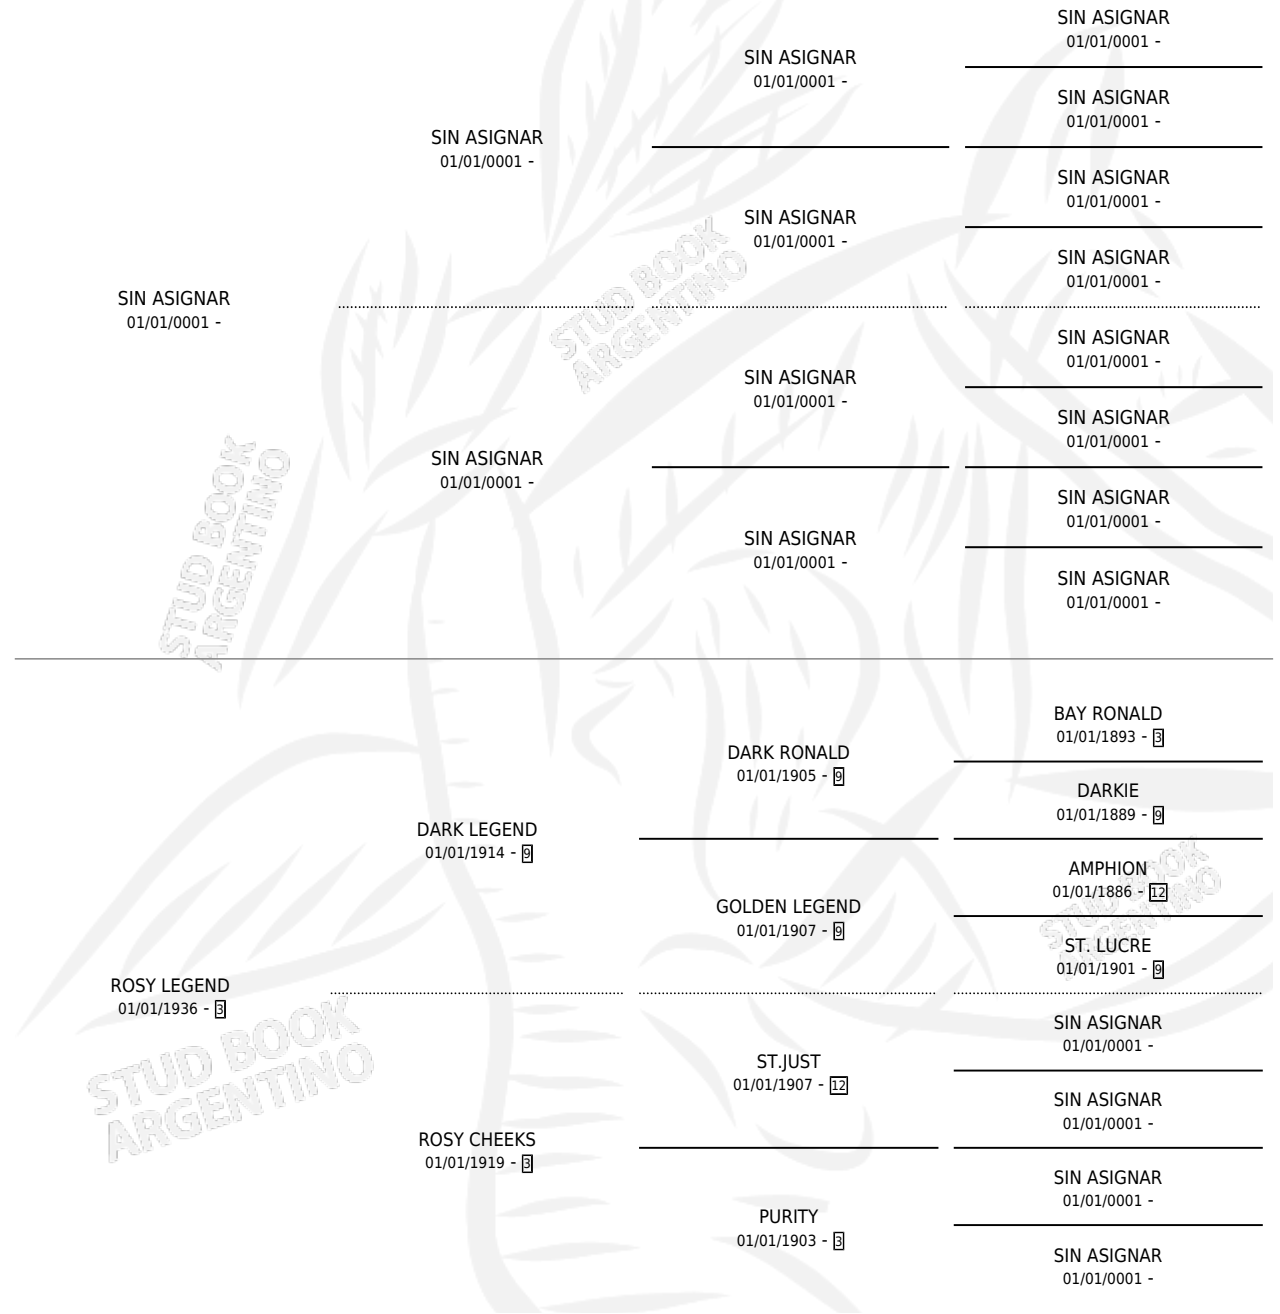 SIN ASIGNAR
01/01/0001 -
SIN ASIGNAR
01/01/0001 -
SIN ASIGNAR
01/01/0001 -
SIN ASIGNAR
01/01/0001 -
SIN ASIGNAR
01/01/0001 -
SIN ASIGNAR
01/01/0001 -
SIN ASIGNAR
01/01/0001 -
STUD BOOK
ARGENTINO
SIN ASIGNAR
01/01/0001 -
SIN ASIGNAR
01/01/0001 -
SIN ASIGNAR
01/01/0001 -
SIN ASIGNAR
01/01/0001 -
SIN ASIGNAR
01/01/0001 -
STUD BOOK
ARGENTINO
SIN ASIGNAR
01/01/0001 -
SIN ASIGNAR
01/01/0001 -
SIN ASIGNAR
01/01/0001 -
BAY RONALD
01/01/1893 - 3
DARK RONALD
01/01/1905 - 9
DARKIE
01/01/1889 - 9
DARK LEGEND
01/01/1914 - 9
AMPHION
01/01/1886 - 12
STUD BOOK
ARGENTINO
GOLDEN LEGEND
01/01/1907 - 9
ST. LUCRE
01/01/1901 - 9
ROSY LEGEND
01/01/1936 - 3
STUD BOOK
ARGENTINO
SIN ASIGNAR
01/01/0001 -
ST.JUST
01/01/1907 - 12
SIN ASIGNAR
01/01/0001 -
ROSY CHEEKS
01/01/1919 - 3
SIN ASIGNAR
01/01/0001 -
PURITY
01/01/1903 - 3
SIN ASIGNAR
01/01/0001 -